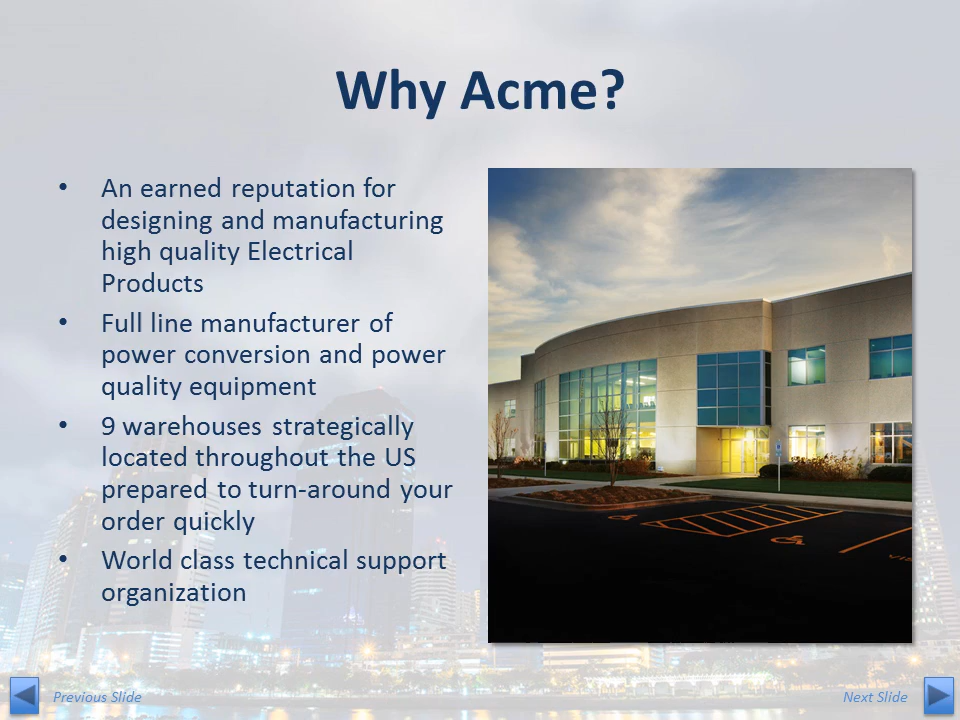 Why Acme?
• An earned reputation for
designing and manufacturing
high quality Electrical
Products
• Full line manufacturer of
power conversion and power
quality equipment
• 9 warehouses strategically
located throughout the US
prepared to turn-around your
order quickly
• World class technical support
organization
Previous Slide
Next Slide